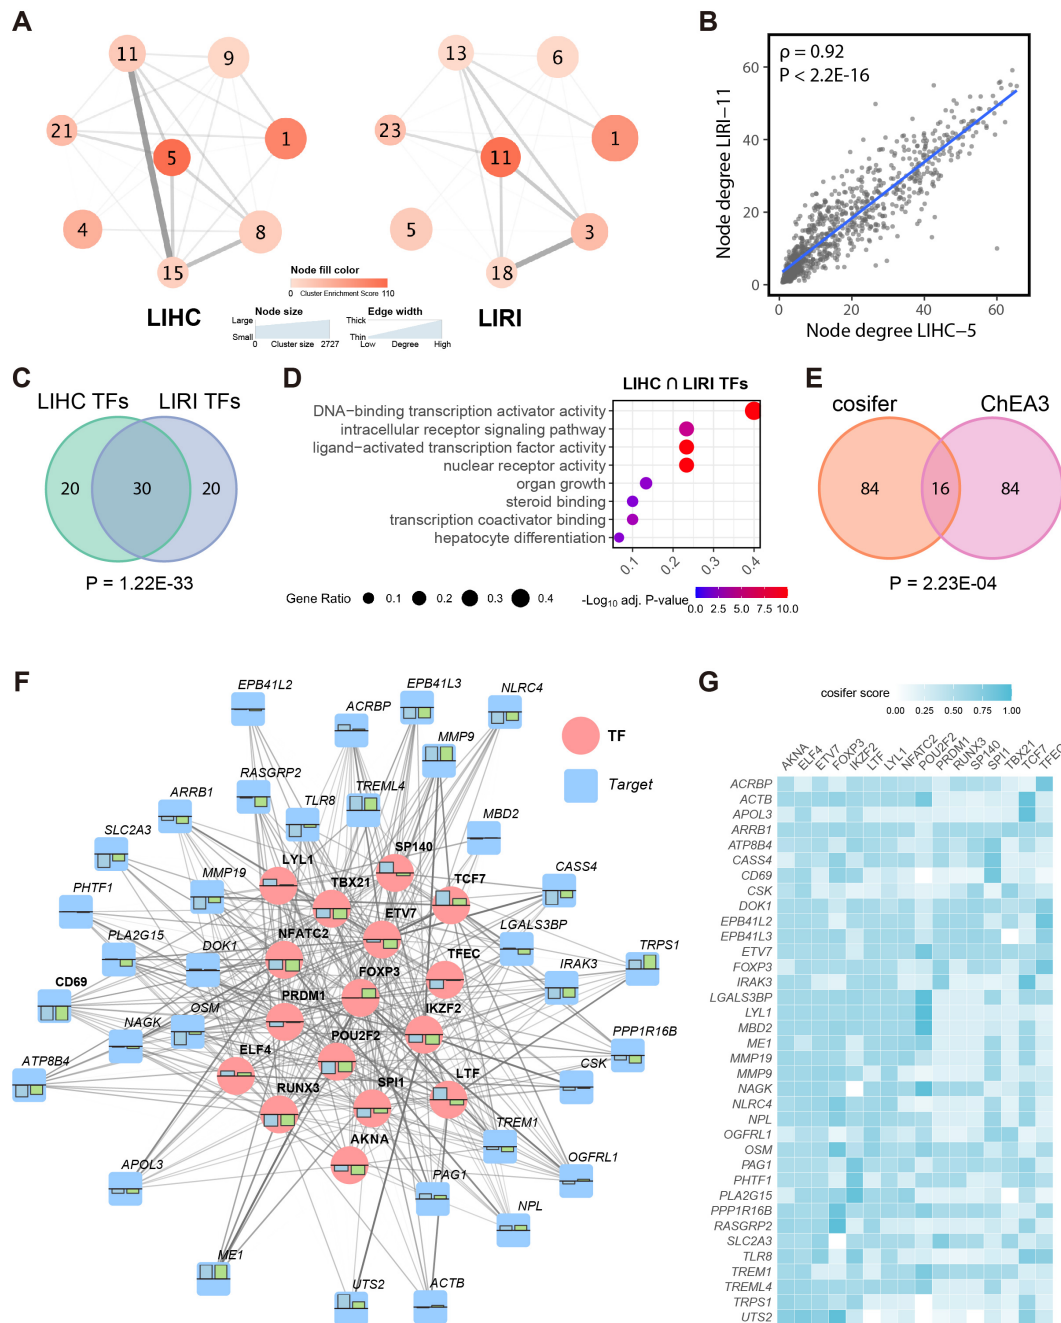 A
11
9
21
5
1
4
8
15
LIHC
13
6
23
11
1
5
3
18
LIRI
Node fill color
0 Cluster Enrichment Score 110
Node size
Large
Small
0 Cluster size 2727
Edge width
Thick
Thin
Low Degree High
B
ρ = 0.92
P < 2.2E-16
Node degree LIRI−11
60
40
20
0
0 20 40 60
Node degree LIHC−5
C
LIHC TFs LIRI TFs
20 30 20
P = 1.22E-33
D
LIHC ∩ LIRI TFs
DNA−binding transcription activator activity
intracellular receptor signaling pathway
ligand−activated transcription factor activity
nuclear receptor activity
organ growth
steroid binding
transcription coactivator binding
hepatocyte differentiation
0.1 0.2 0.3 0.4
Gene Ratio 0.1 0.2 0.3 0.4
-Log10 adj. P-value
0.0 2.5 5.0 7.5 10.0
E
cosifer ChEA3
84 16 84
P = 2.23E-04
F
EPB41L2
ACRBP
EPB41L3
NLRC4
MMP9
RASGRP2
TREML4
TLR8
ARRB1
MBD2
SLC2A3
MMP19
CASS4
PHTF1
PLA2G15
DOK1
LGALS3BP
TRPS1
IRAK3
CD69
OSM
NAGK
PPP1R16B
ATP8B4
CSK
TREM1
OGFRL1
APOL3
PAG1
NPL
ME1
UTS2
ACTB
LYL1
SP140
TBX21
TCF7
ETV7
NFATC2
TFEC
FOXP3
PRDM1
IKZF2
POU2F2
ELF4
RUNX3
SPI1
LTF
AKNA
TF
Target
G
cosifer score
0.00 0.25 0.50 0.75 1.00
AKNA
ELF4
ETV7
FOXP3
IKZF2
LTF
LYL1
NFATC2
POU2F2
PRDM1
RUNX3
SP140
SPI1
TBX21
TCF7
TFEC
ACRBP
ACTB
APOL3
ARRB1
ATP8B4
CASS4
CD69
CSK
DOK1
EPB41L2
EPB41L3
ETV7
FOXP3
IRAK3
LGALS3BP
LYL1
MBD2
ME1
MMP19
MMP9
NAGK
NLRC4
NPL
OGFRL1
OSM
PAG1
PHTF1
PLA2G15
PPP1R16B
RASGRP2
SLC2A3
TLR8
TREM1
TREML4
TRPS1
UTS2